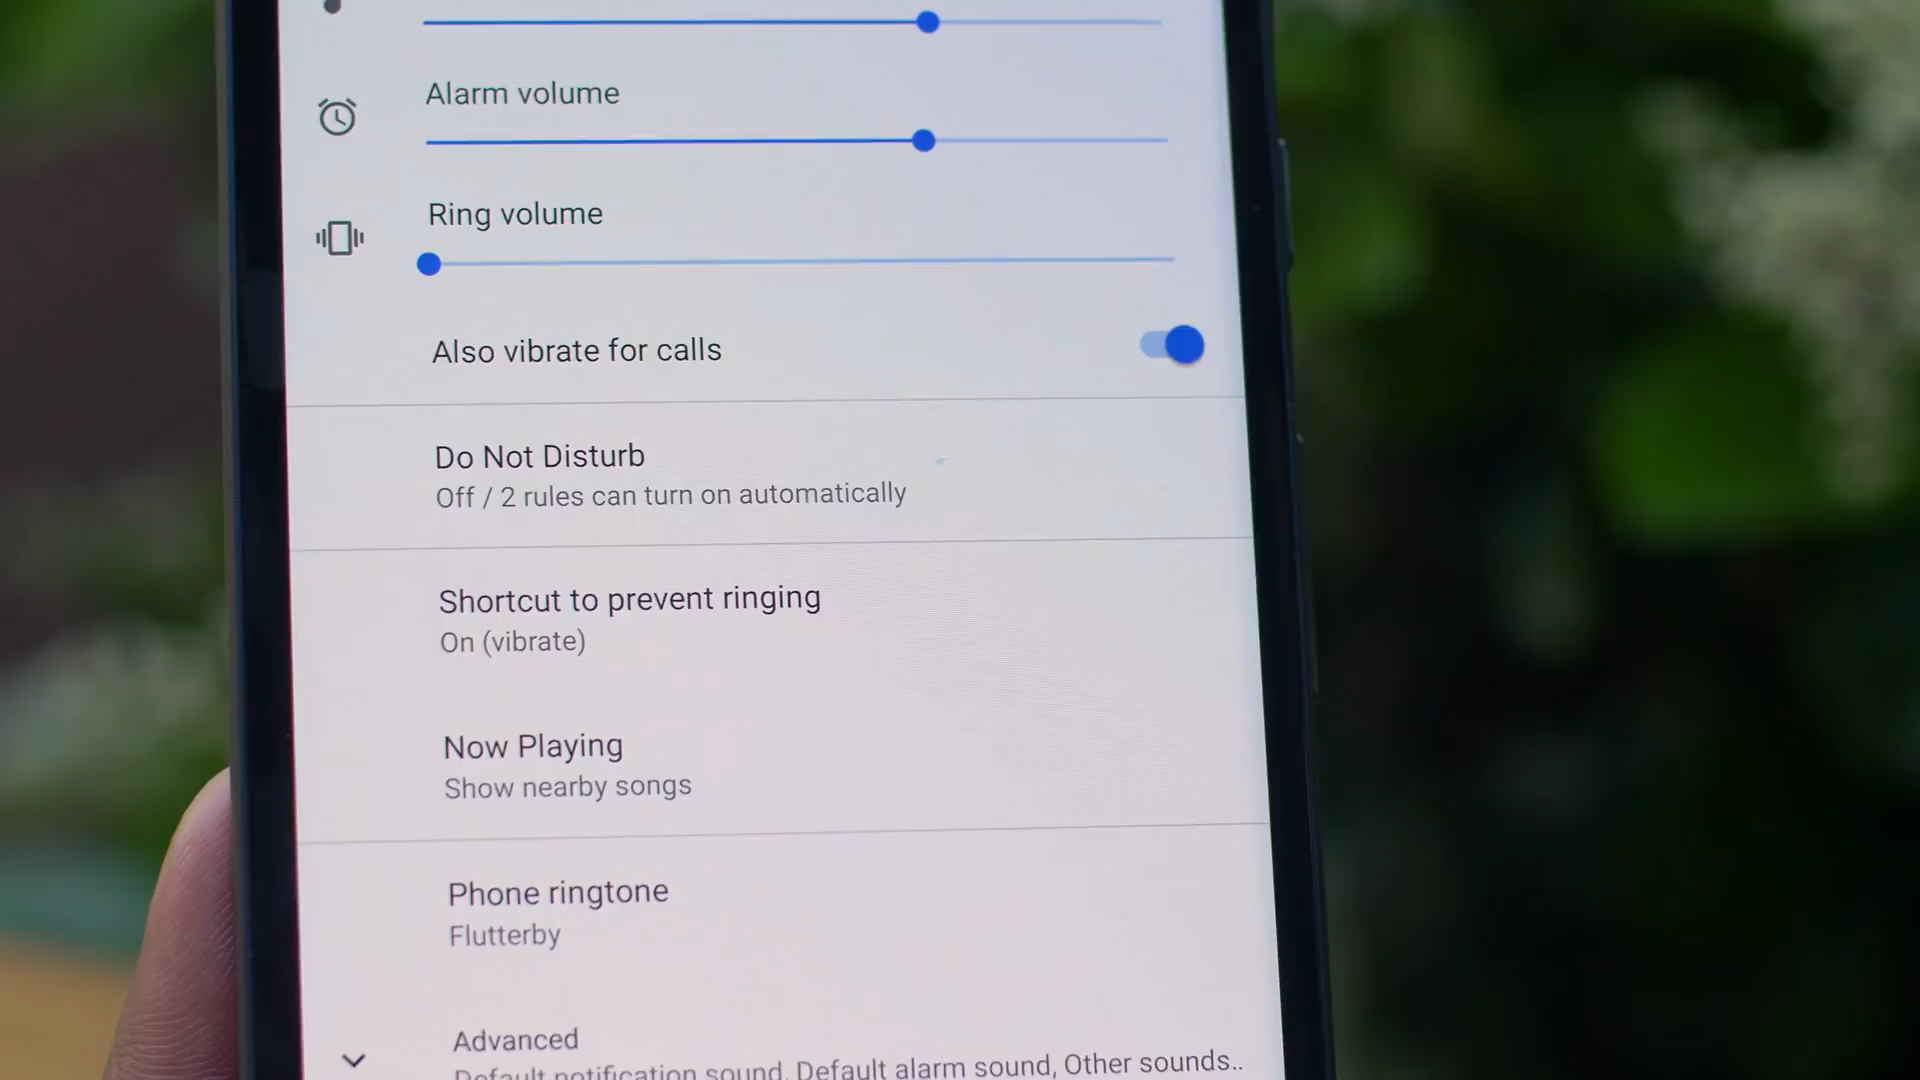 Alarm volume
Ring volume
Also vibrate for calls
Do Not Disturb
Off / 2 rules can turn on automatically
Shortcut to prevent ringing
On (vibrate)
Now Playing
Show nearby songs
Phone ringtone
Flutterby
Advanced
Default notification sound, Default alarm sound, Other sounds..